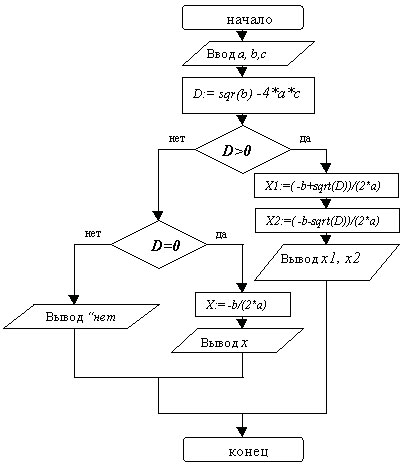 начало
Ввод a, b,c
D:= sqr(b) -4*a*c
нет
да
D>0
X1:=(-b+sqrt(D))/(2*a)
X2:=(-b-sqrt(D))/(2*a)
нет
да
D=0
Вывод x1, x2
X:= -b/(2*a)
Вывод “нет
Вывод x
конец